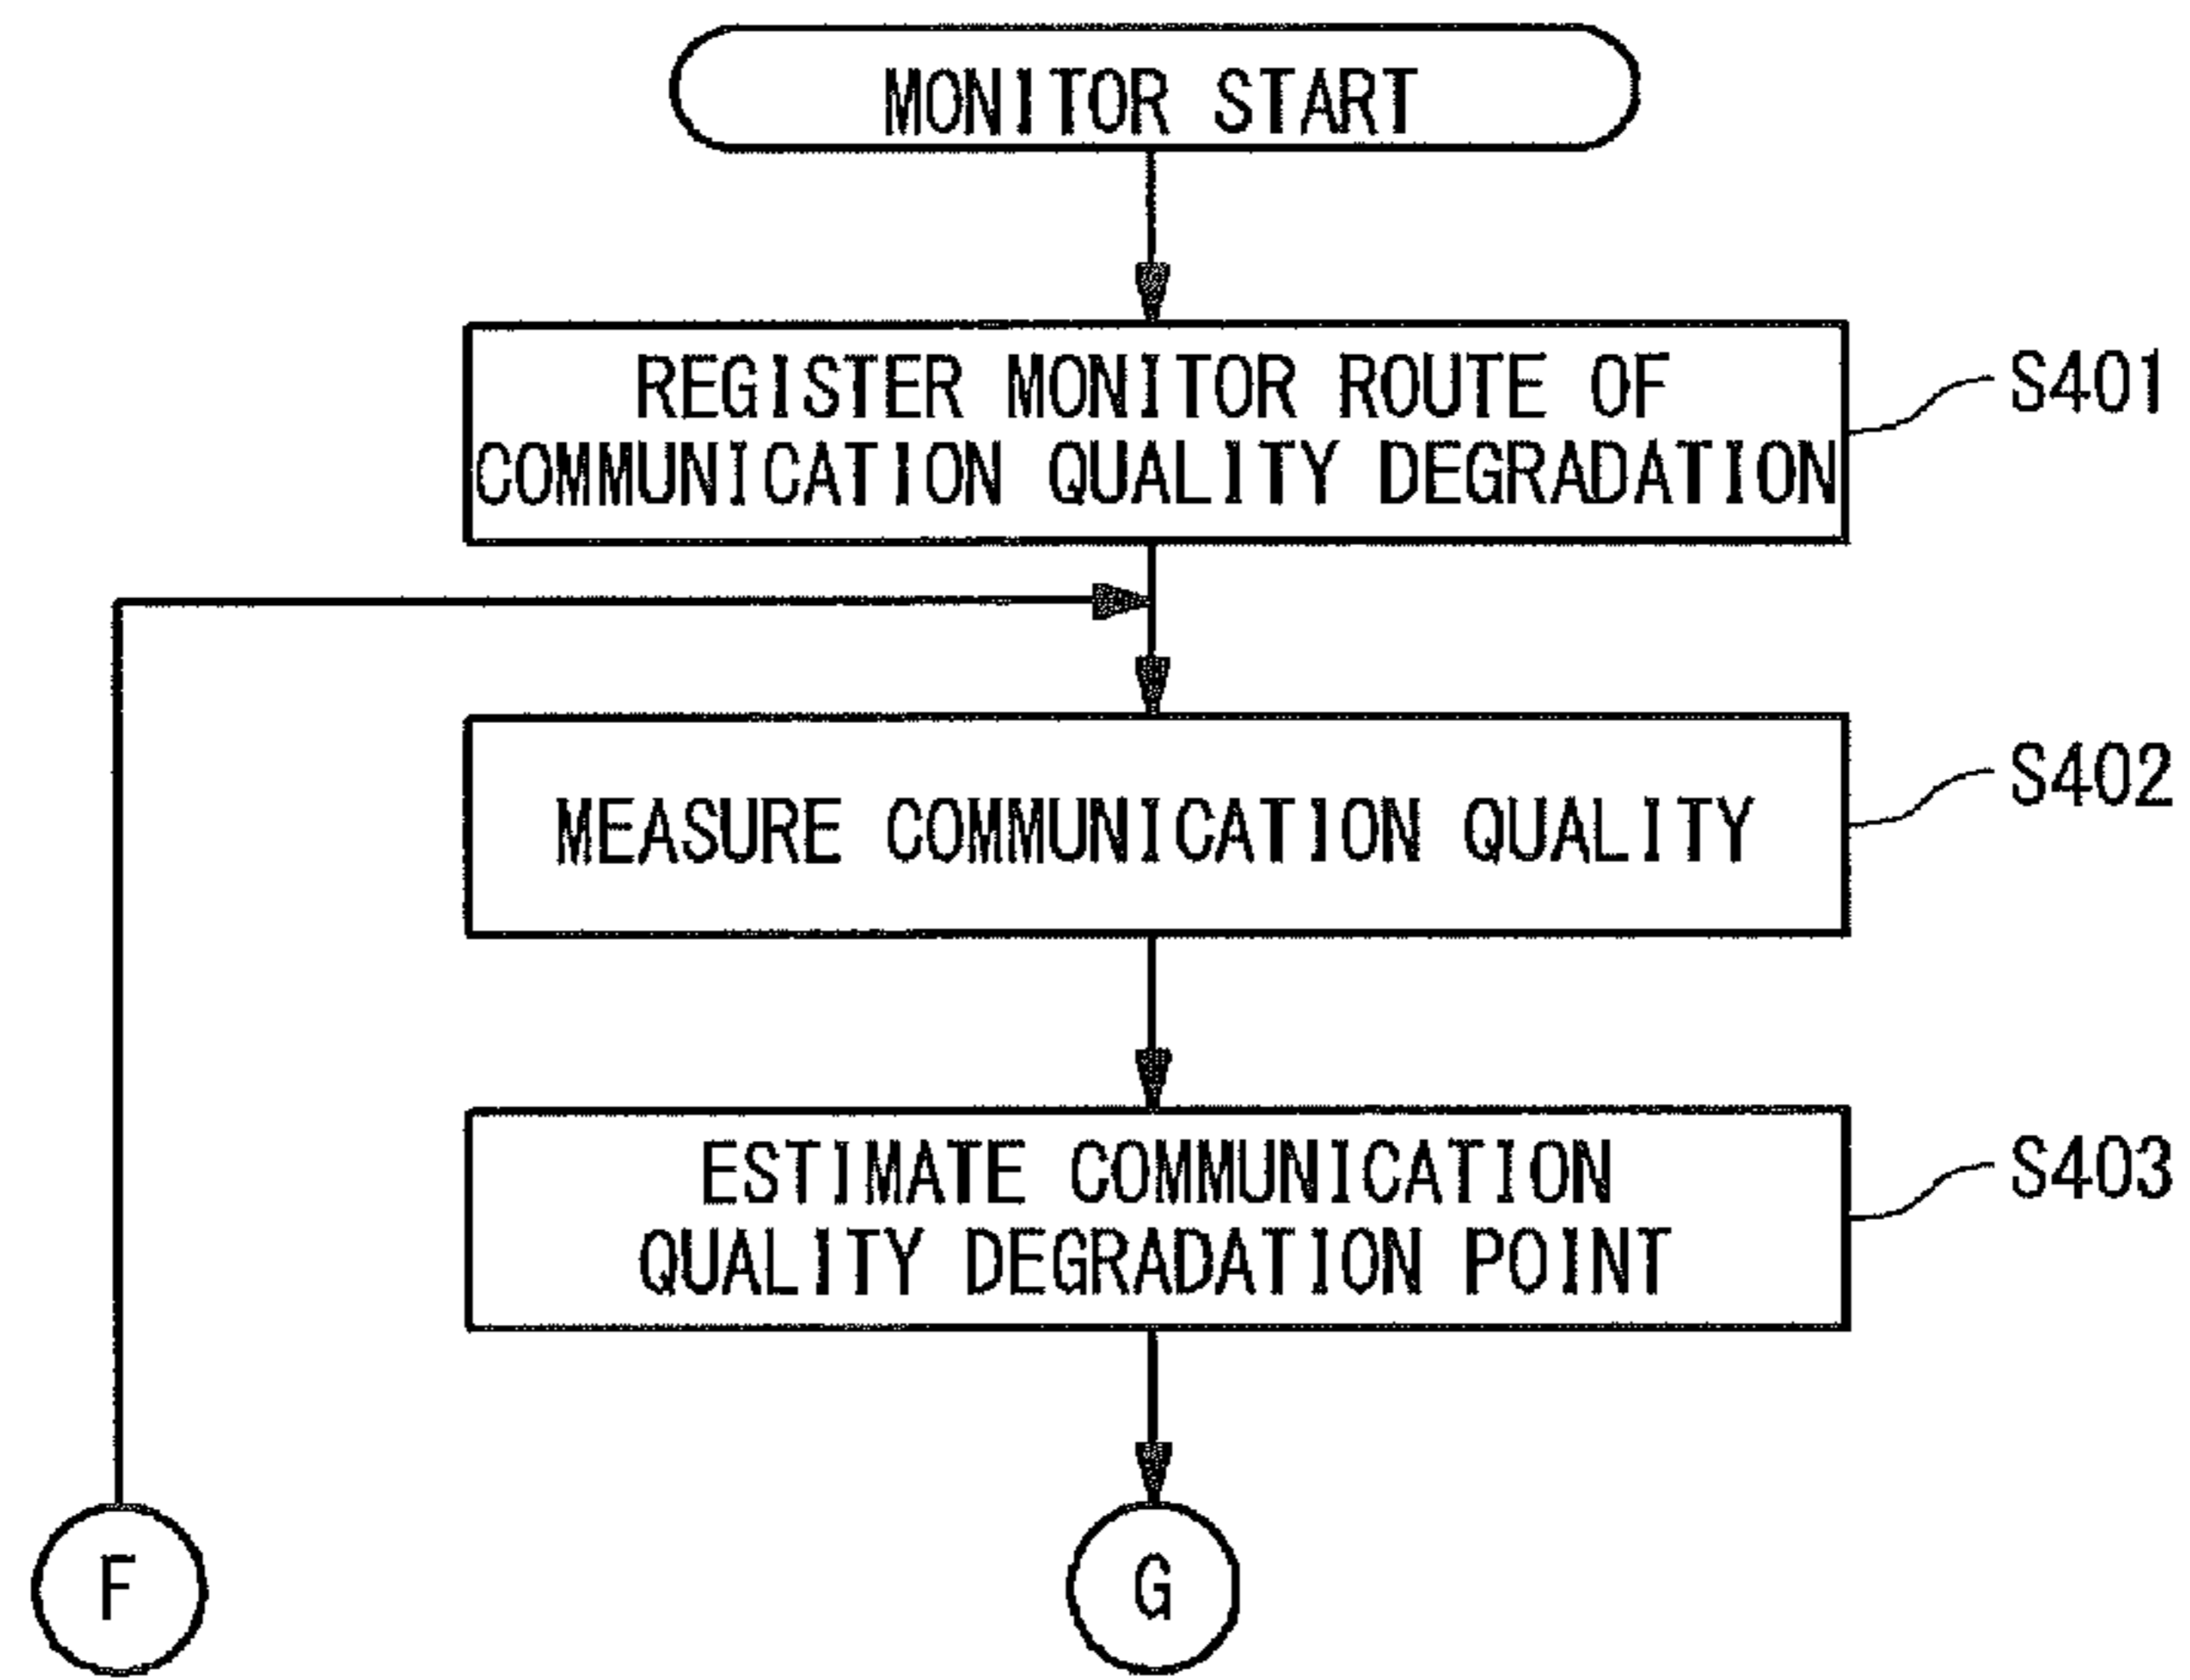 MONITOR START
REGISTER MONITOR ROUTE OF
COMMUNICATION QUALITY DEGRADATION
S401
MEASURE COMMUNICATION QUALITY
S402
ESTIMATE COMMUNICATION
QUALITY DEGRADATION POINT
S403
F
G